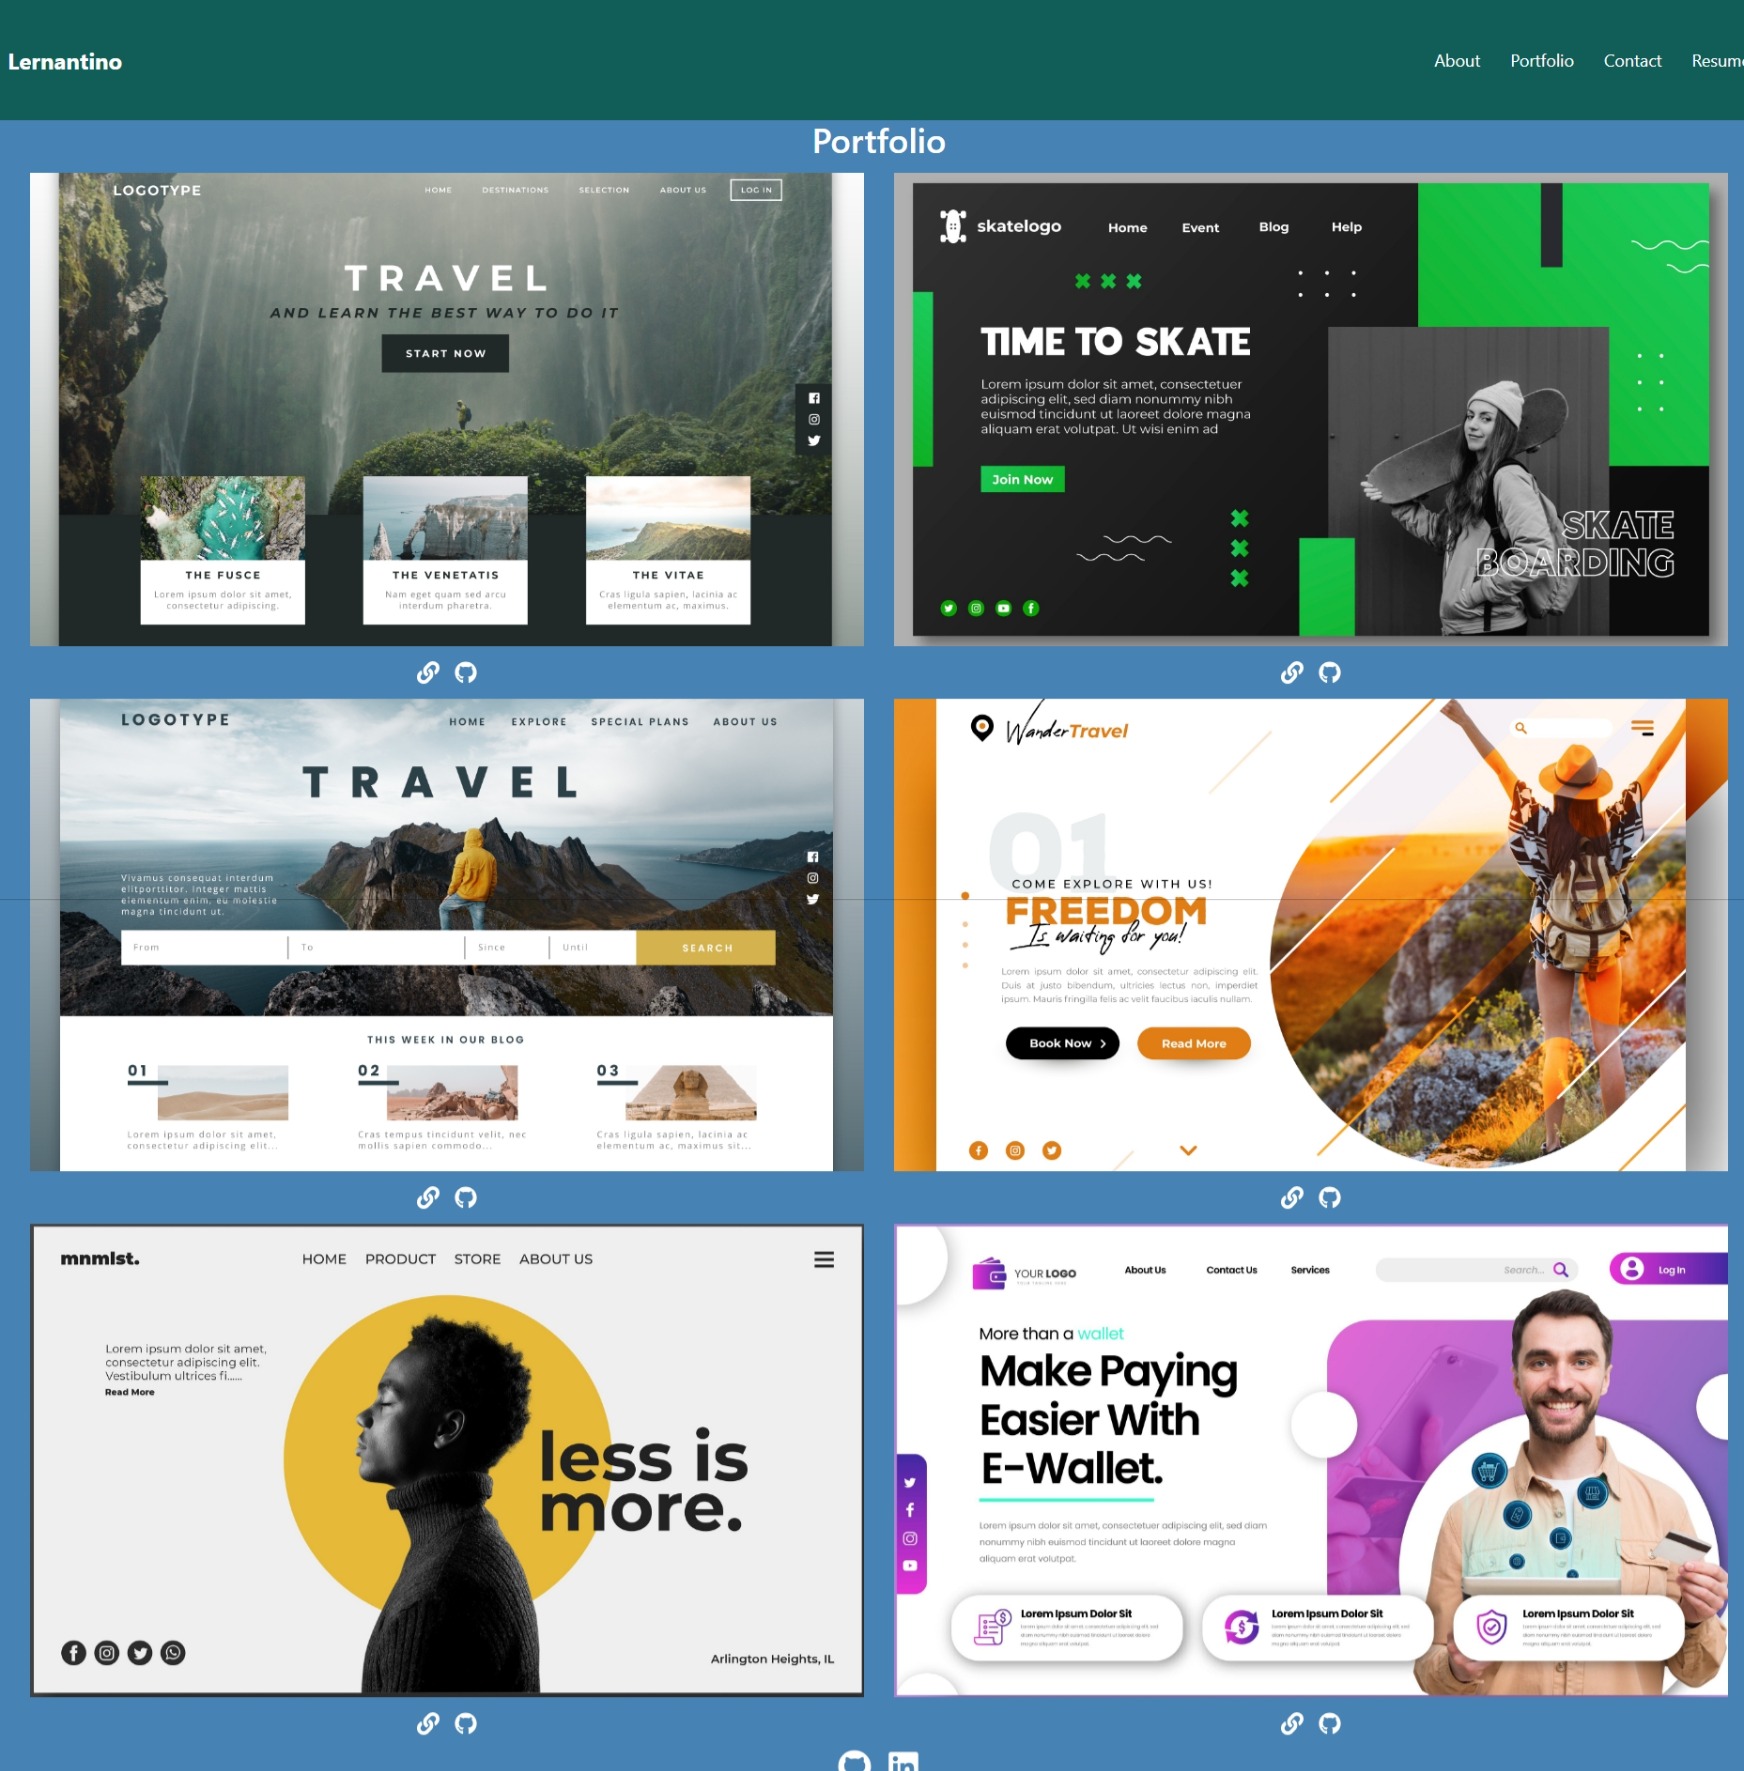 Lernantino
About Portfolio Contact Resume
Portfolio
LOGOTYPE
HOME DESTINATIONS SELECTION ABOUT US LOG IN
TRAVEL
AND LEARN THE BEST WAY TO DO IT
START NOW
THE FUSCE
Lorem ipsum dolor sit amet,
consectetur adipiscing.
THE VENETATIS
Nam eget quam sed arcu
interdum pharetra.
THE VITAE
Cras ligula sapien, lacinia ac
elementum ac, maximus.
skatelogo
Home Event Blog Help
TIME TO SKATE
Lorem ipsum dolor sit amet, consectetuer
adipiscing elit, sed diam nonummy nibh
euismod tincidunt ut laoreet dolore magna
aliquam erat volutpat. Ut wisi enim ad
Join Now
SKATE
BOARDING
LOGOTYPE
HOME EXPLORE SPECIAL PLANS ABOUT US
TRAVEL
Vivamus consequat interdum
elitporttitor. Integer mattis
elementum enim, eu molestie
magna tincidunt ut.
From To Since Until SEARCH
THIS WEEK IN OUR BLOG
01
Lorem ipsum dolor sit amet,
consectetur adipiscing elit...
02
Cras tempus tincidunt velit, nec
mollis sapien commodo...
03
Cras ligula sapien, lacinia ac
elementum ac, maximus sit...
WanderTravel
01
COME EXPLORE WITH US!
FREEDOM
Is waiting for you!
Lorem ipsum dolor sit amet, consectetur adipiscing elit.
Duis at justo bibendum, ultricies lectus non, imperdiet
ipsum. Mauris fringilla felis ac velit faucibus iaculis nullam.
Book Now Read More
mnmlst.
HOME PRODUCT STORE ABOUT US
Lorem ipsum dolor sit amet,
consectetur adipiscing elit.
Vestibulum ultrices fi......
Read More
less is
more.
Arlington Heights, IL
YOUR LOGO
About Us Contact Us Services
Search... Log In
More than a wallet
Make Paying
Easier With
E-Wallet.
Lorem ipsum dolor sit amet, consectetuer adipiscing elit, sed diam
nonummy nibh euismod tincidunt ut laoreet dolore magna
aliquam erat volutpat.
Lorem Ipsum Dolor Sit
Lorem Ipsum Dolor Sit
Lorem Ipsum Dolor Sit